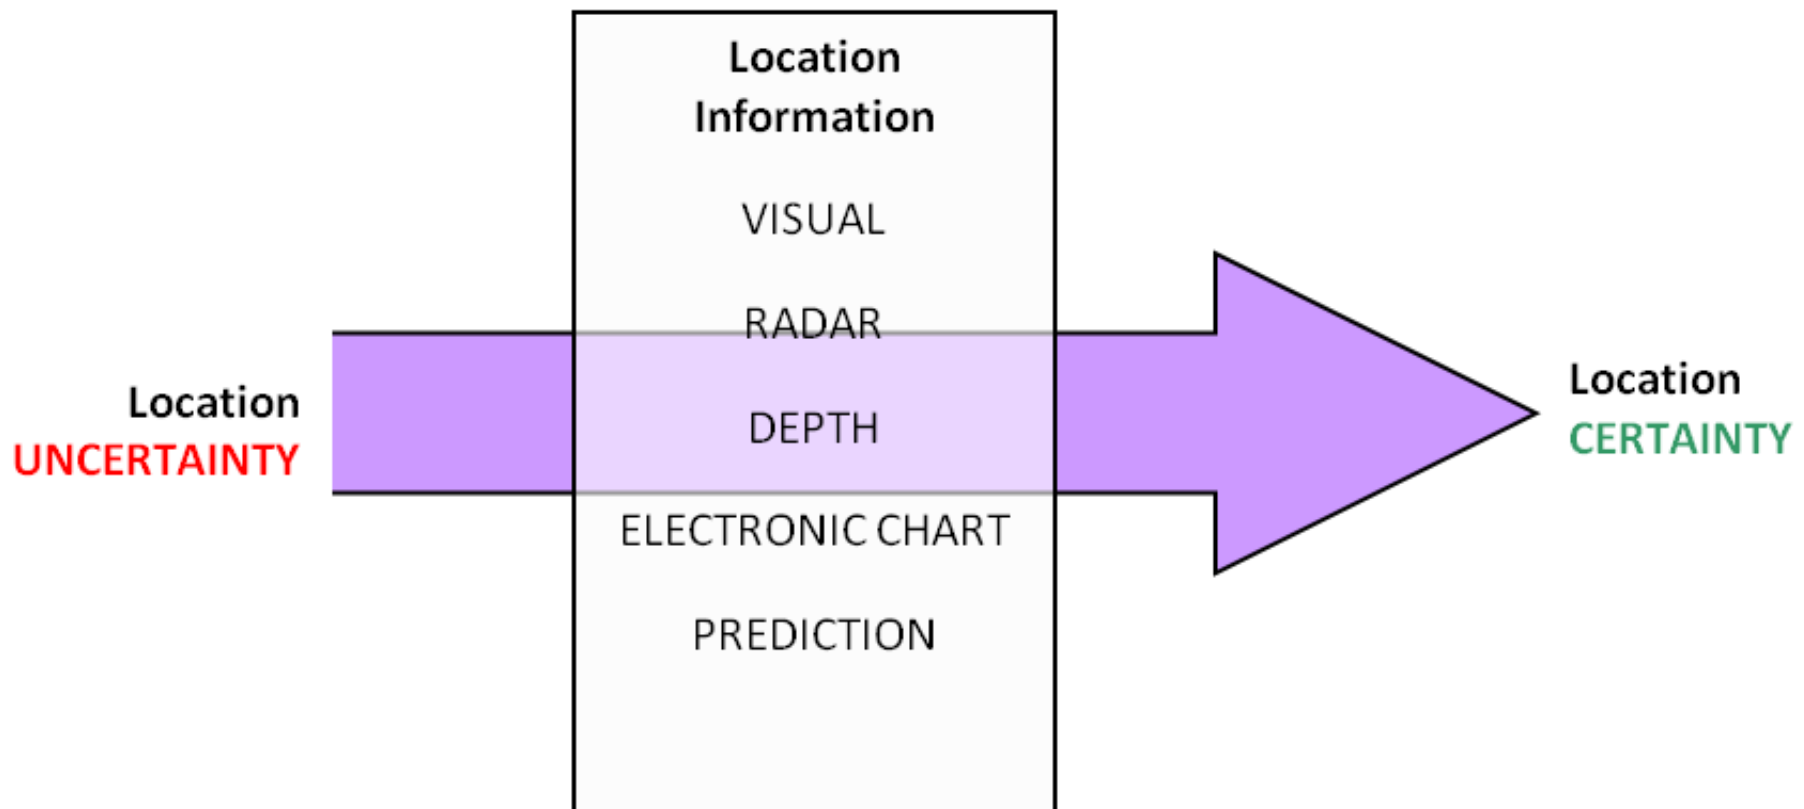 Location
Information
VISUAL
RADAR
DEPTH
ELECTRONIC CHART
PREDICTION
Location
UNCERTAINTY
Location
CERTAINTY